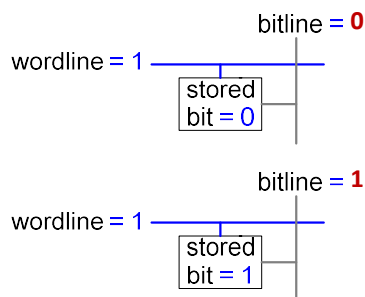 bitline = 0
wordline = 1
stored
bit = 0
bitline = 1
wordline = 1
stored
bit = 1